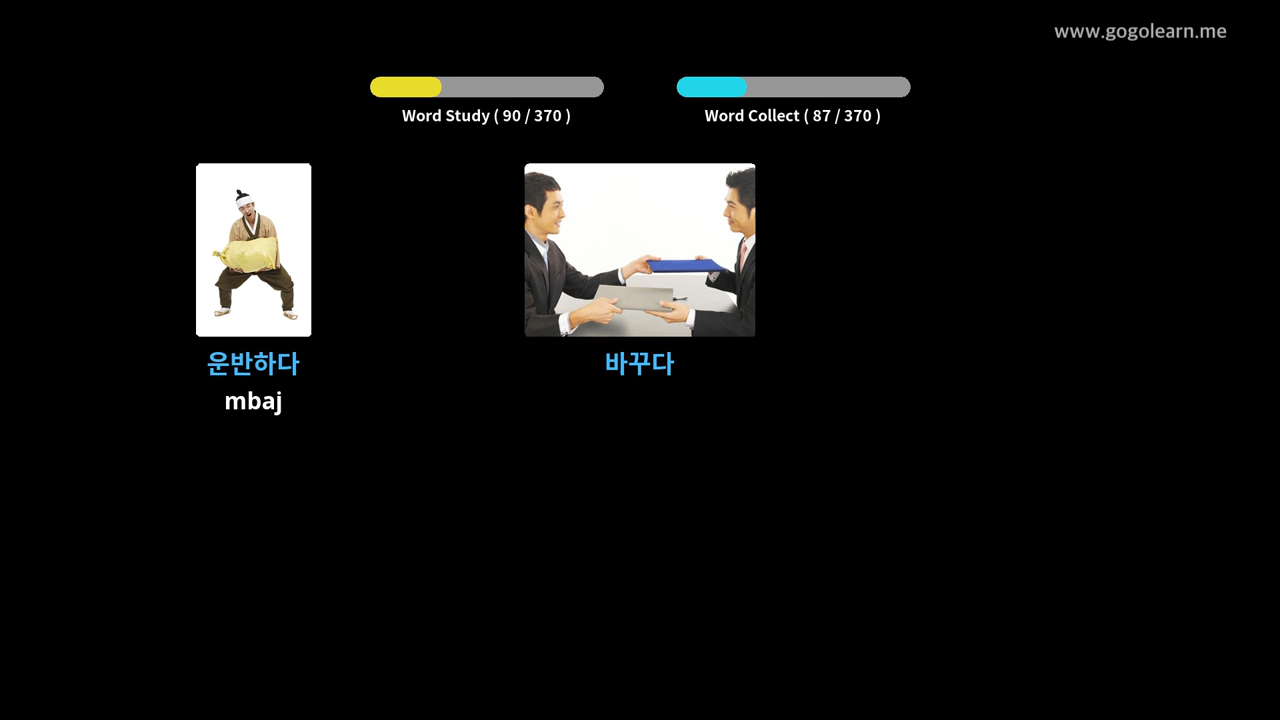 www.gogolearn.me
Word Study ( 90 / 370 )
Word Collect ( 87 / 370 )
운반하다
mbaj
바꾸다